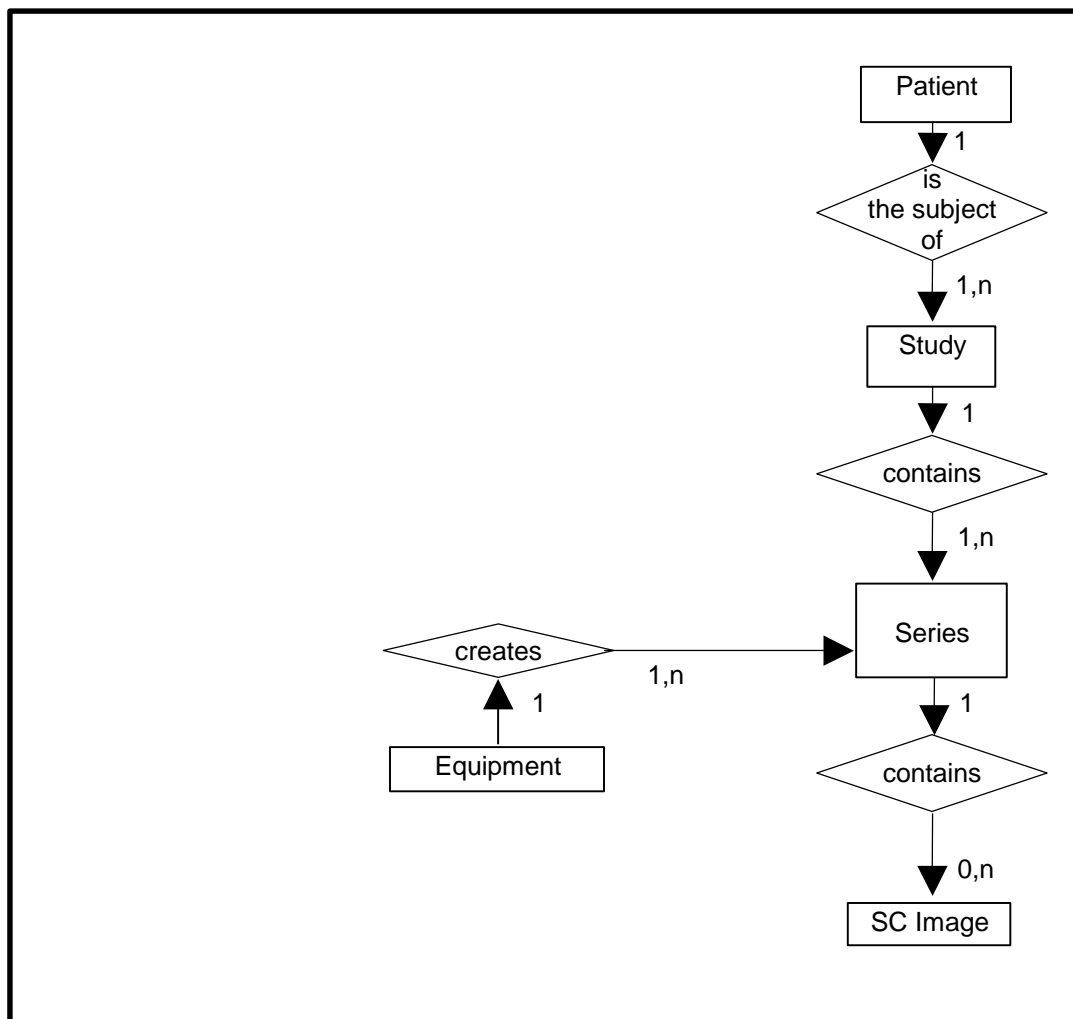 Patient
1
is
the subject
of
1,n
Study
1
contains
1,n
Series
creates
1,n
1
1
Equipment
contains
0,n
SC Image